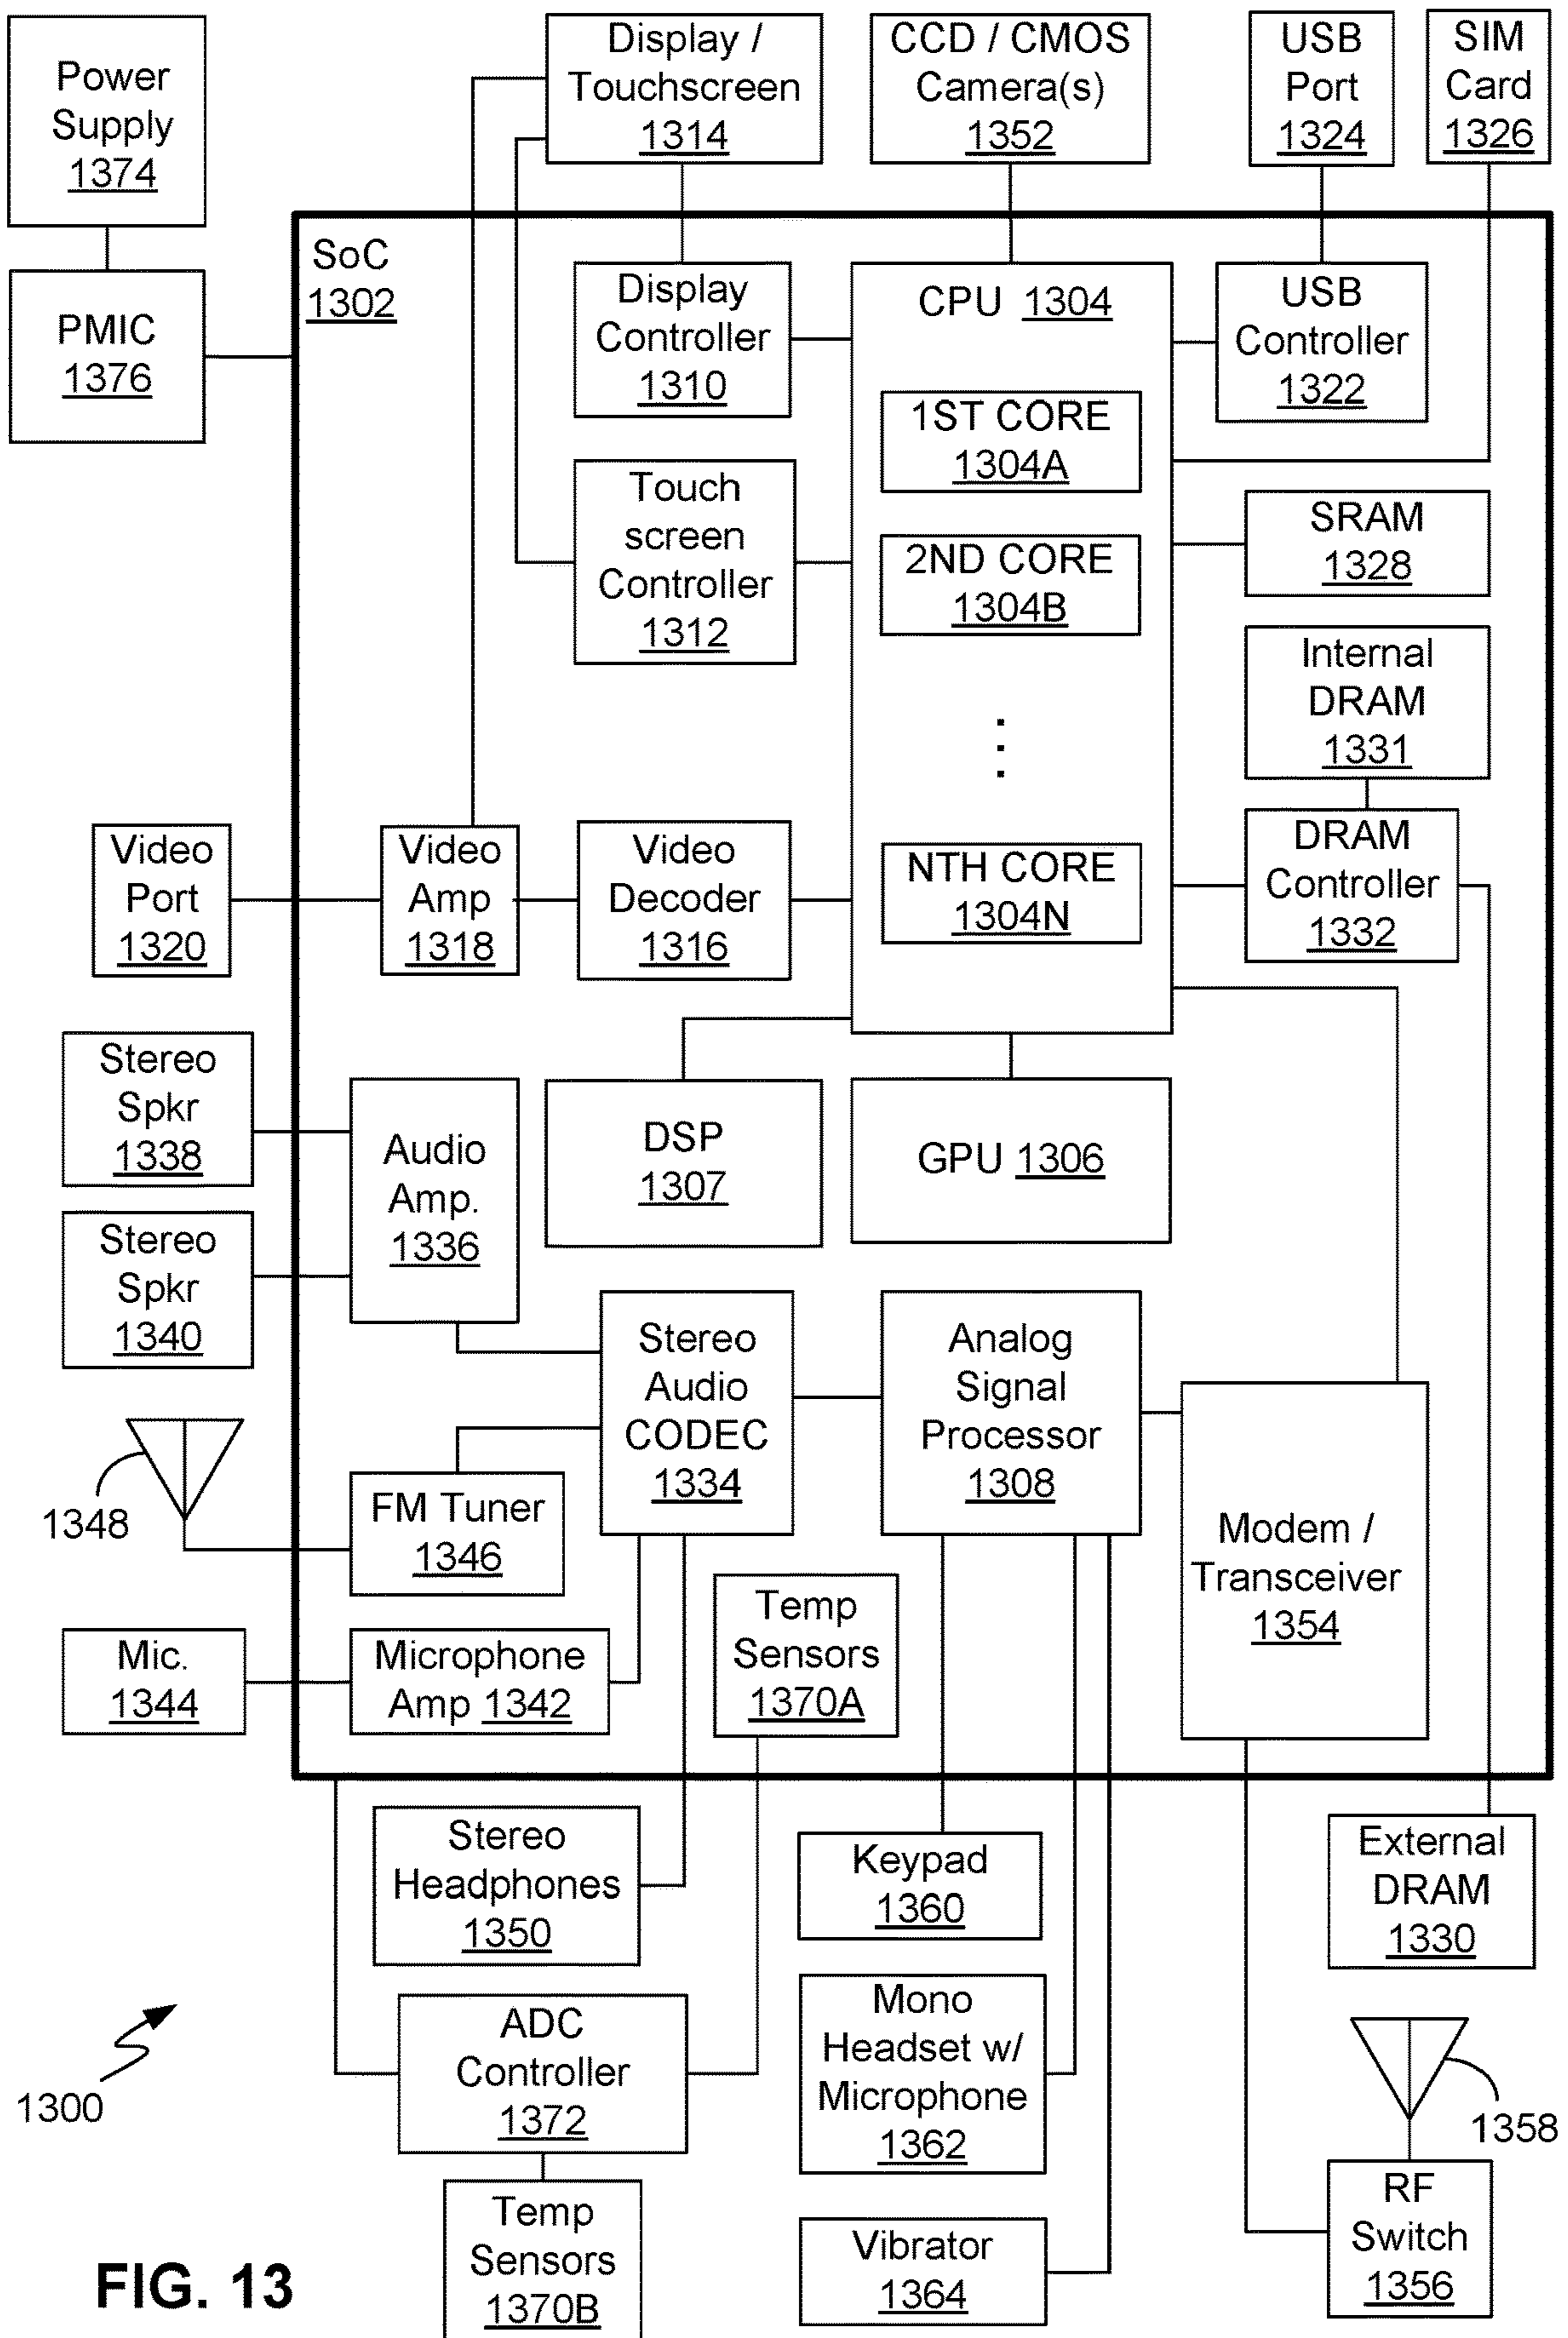 Power
Supply
1374
Display /
Touchscreen
1314
CCD / CMOS
Camera(s)
1352
USB
Port
1324
SIM
Card
1326
PMIC
1376
SoC
1302
Display
Controller
1310
CPU 1304
USB
Controller
1322
1ST CORE
1304A
Touch
screen
Controller
1312
2ND CORE
1304B
SRAM
1328
Internal
DRAM
1331
Video
Port
1320
Video
Amp
1318
Video
Decoder
1316
NTH CORE
1304N
DRAM
Controller
1332
Stereo
Spkr
1338
Audio
Amp.
1336
DSP
1307
GPU 1306
Stereo
Spkr
1340
Stereo
Audio
CODEC
1334
Analog
Signal
Processor
1308
1348
FM Tuner
1346
Modem /
Transceiver
1354
Mic.
1344
Microphone
Amp 1342
Temp
Sensors
1370A
Stereo
Headphones
1350
Keypad
1360
External
DRAM
1330
1300
ADC
Controller
1372
Mono
Headset w/
Microphone
1362
1358
Temp
Sensors
1370B
Vibrator
1364
RF
Switch
1356
FIG. 13